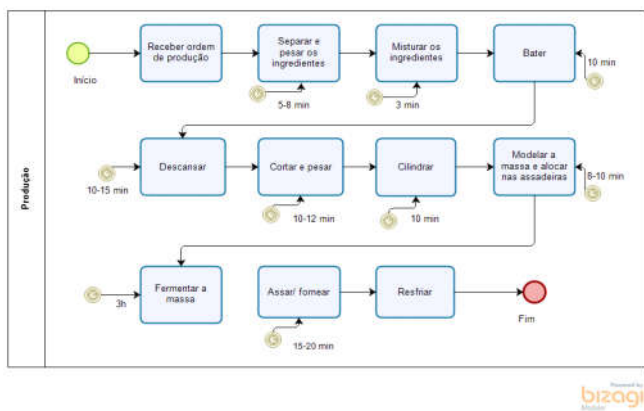 Produção
Início
Receber ordem
de produção
Separar e
pesar os
ingredientes
5-8 min
Misturar os
ingredientes
3 min
Bater
10 min
Descansar
10-15 min
Cortar e pesar
10-12 min
Cilindrar
10 min
Modelar a
massa e alocar
nas assadeiras
8-10 min
Fermentar a
massa
3h
Assar/ fornear
15-20 min
Resfriar
Fim
Powered by
bizagi
Modeler